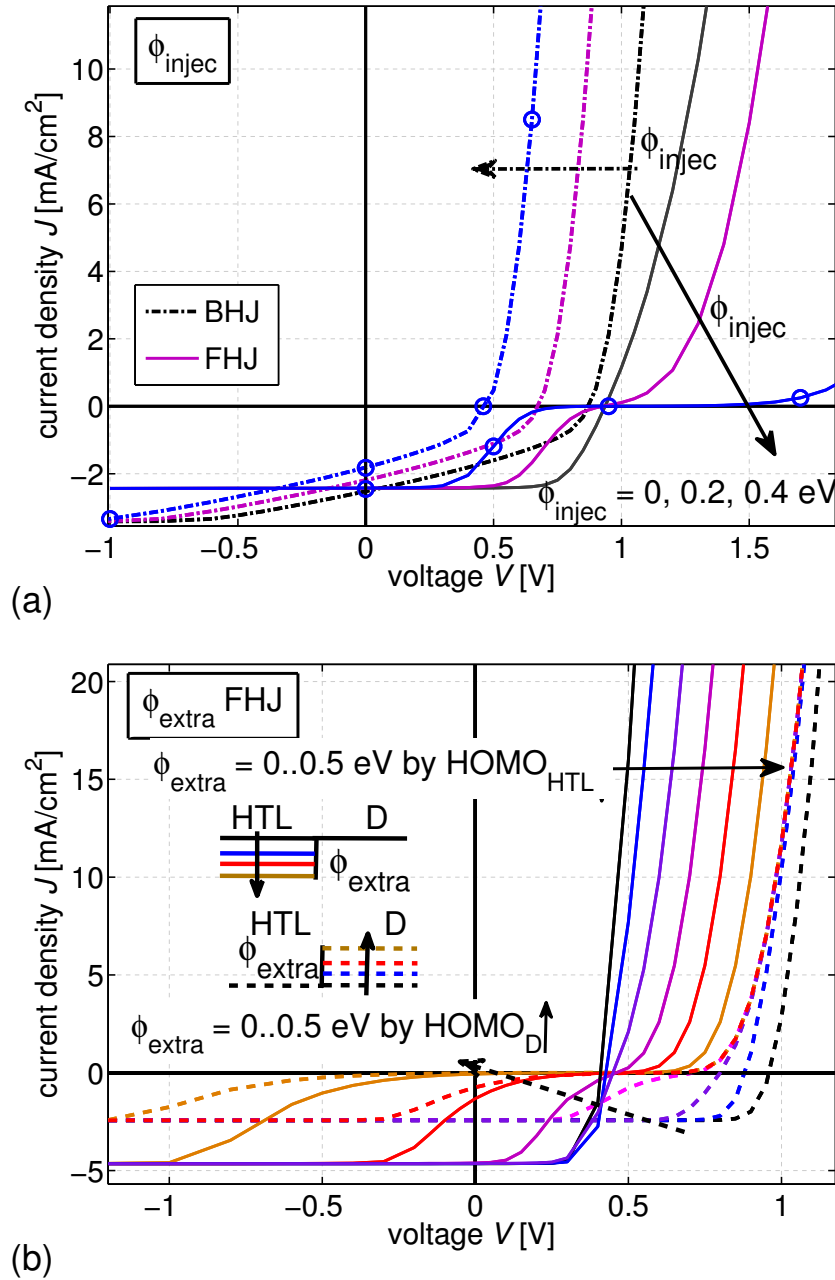 ϕinjec
10
8
6
4
2
0
−2
current density J [mA/cm²]
ϕinjec
BHJ
FHJ
ϕinjec
ϕinjec = 0, 0.2, 0.4 eV
−1 −0.5 0 0.5 1 1.5
voltage V [V]
(a)
20
15
10
5
0
−5
current density J [mA/cm²]
ϕextra FHJ
ϕextra = 0..0.5 eV by HOMOHTL
HTL D
ϕextra
HTL D
ϕextra
ϕextra = 0..0.5 eV by HOMOD
−1 −0.5 0 0.5 1
voltage V [V]
(b)